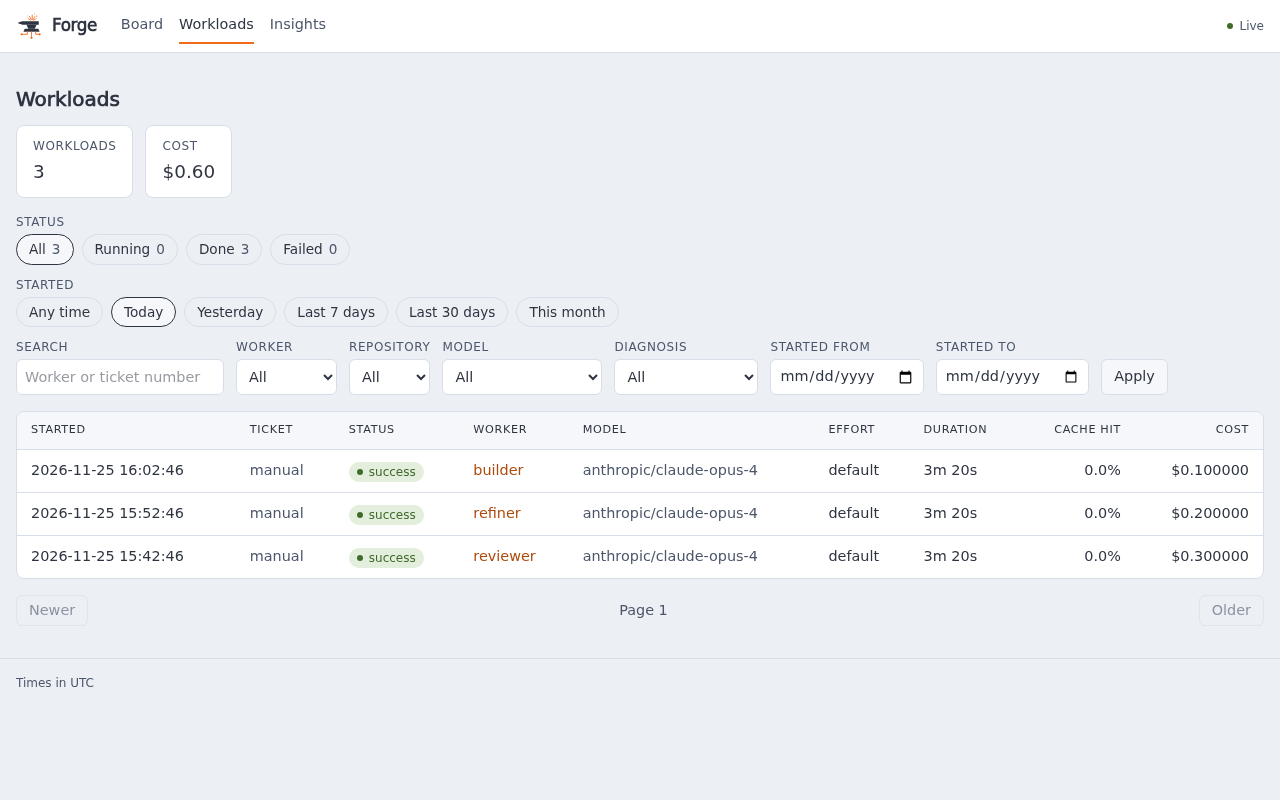 Forge Board Workloads Insights Live
Workloads
WORKLOADS COST
3 $0.60
STATUS
All 3 Running 0 Done 3 Failed 0
STARTED
Any time Today Yesterday Last 7 days Last 30 days This month
SEARCH WORKER REPOSITORY MODEL DIAGNOSIS STARTED FROM STARTED TO
Worker or ticket number All All All All mm/dd/yyyy mm/dd/yyyy Apply
STARTED TICKET STATUS WORKER MODEL EFFORT DURATION CACHE HIT COST
2026-11-25 16:02:46 manual success builder anthropic/claude-opus-4 default 3m 20s 0.0% $0.100000
2026-11-25 15:52:46 manual success refiner anthropic/claude-opus-4 default 3m 20s 0.0% $0.200000
2026-11-25 15:42:46 manual success reviewer anthropic/claude-opus-4 default 3m 20s 0.0% $0.300000
Newer Page 1 Older
Times in UTC